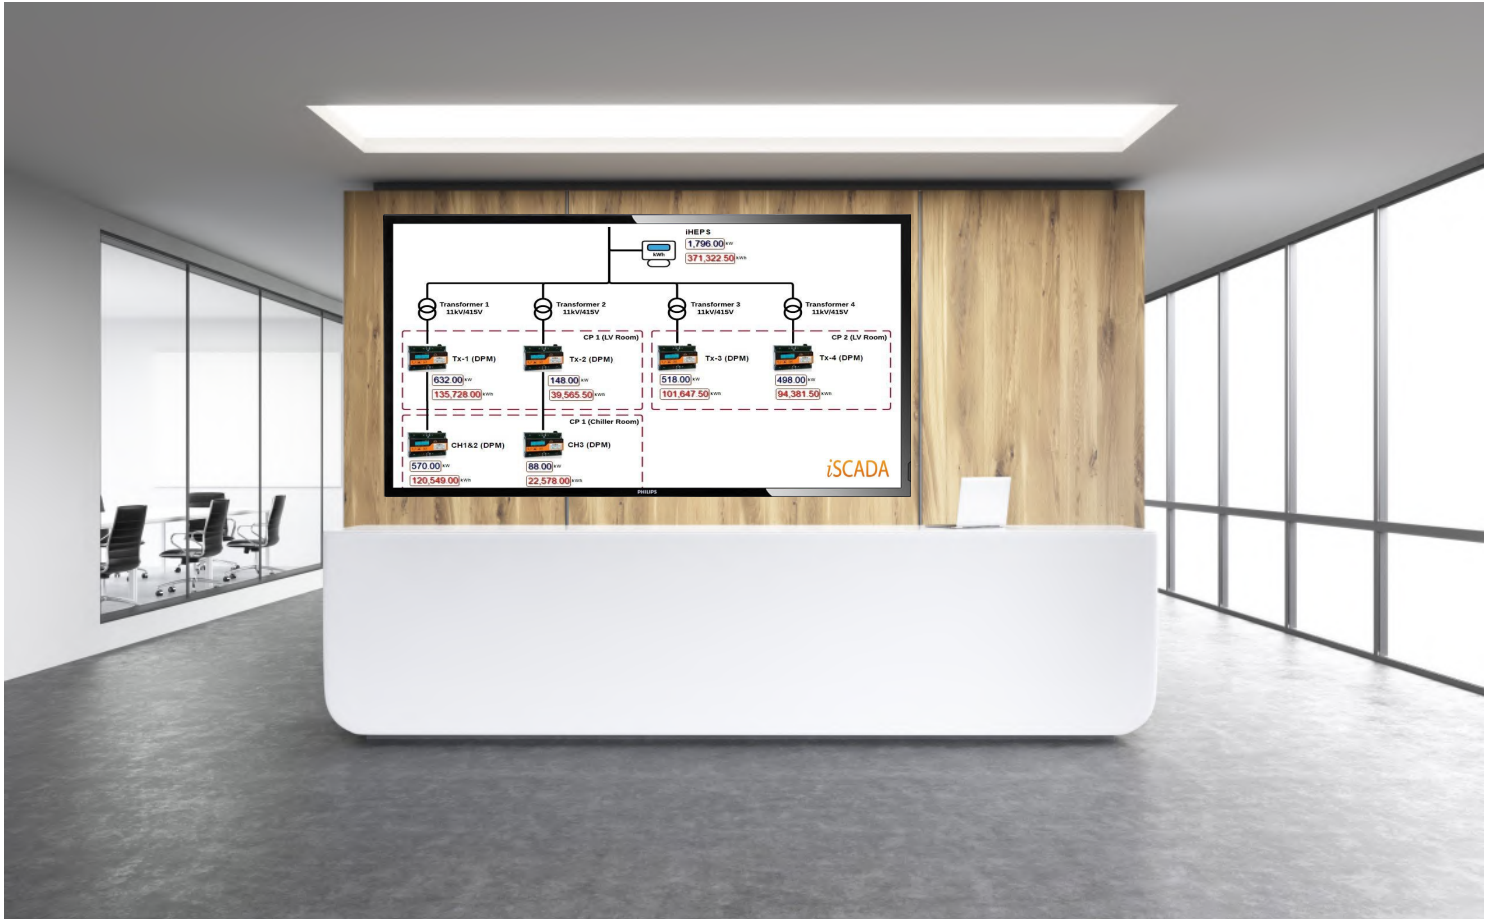 iHEPS
1,796.00 kW
kWh
371,322.50 kWh
Transformer 1
11kV/415V
Transformer 2
11kV/415V
Transformer 3
11kV/415V
Transformer 4
11kV/415V
CP 1 (LV Room)
CP 2 (LV Room)
Tx-1 (DPM)
Tx-2 (DPM)
Tx-3 (DPM)
Tx-4 (DPM)
632.00 kW
148.00 kW
518.00 kW
498.00 kW
135,728.00 kWh
39,565.50 kWh
101,647.50 kWh
94,381.50 kWh
CP 1 (Chiller Room)
CH1&2 (DPM)
CH3 (DPM)
570.00 kW
88.00 kW
iSCADA
120,549.00 kWh
22,578.00 kWh
PHILIPS